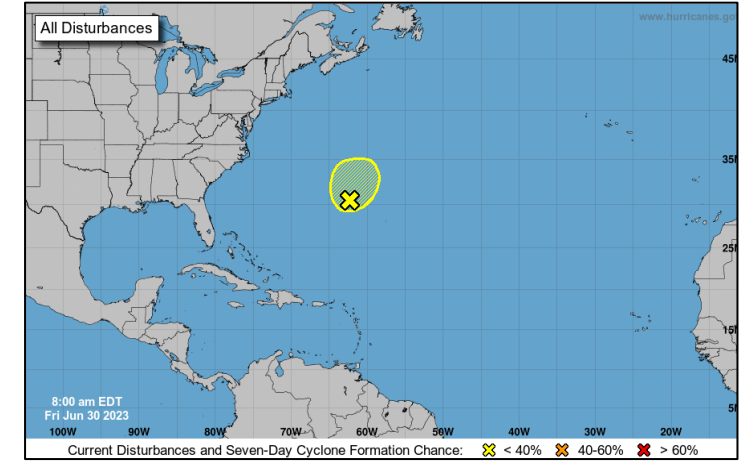 All Disturbances
www.hurricanes.go
45
35
25
15
5
8:00 am EDT
Fri Jun 30 2023
100W 90W 80W 70W 60W 50W 40W 30W 20W
Current Disturbances and Seven-Day Cyclone Formation Chance: < 40% 40-60% > 60%